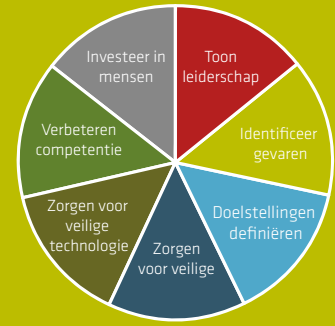 Toon
leiderschap
Identificeer
gevaren
Doelstellingen
definiëren
Zorgen
voor veilige
Zorgen voor
veilige
technologie
Verbeteren
competentie
Investeer in
mensen